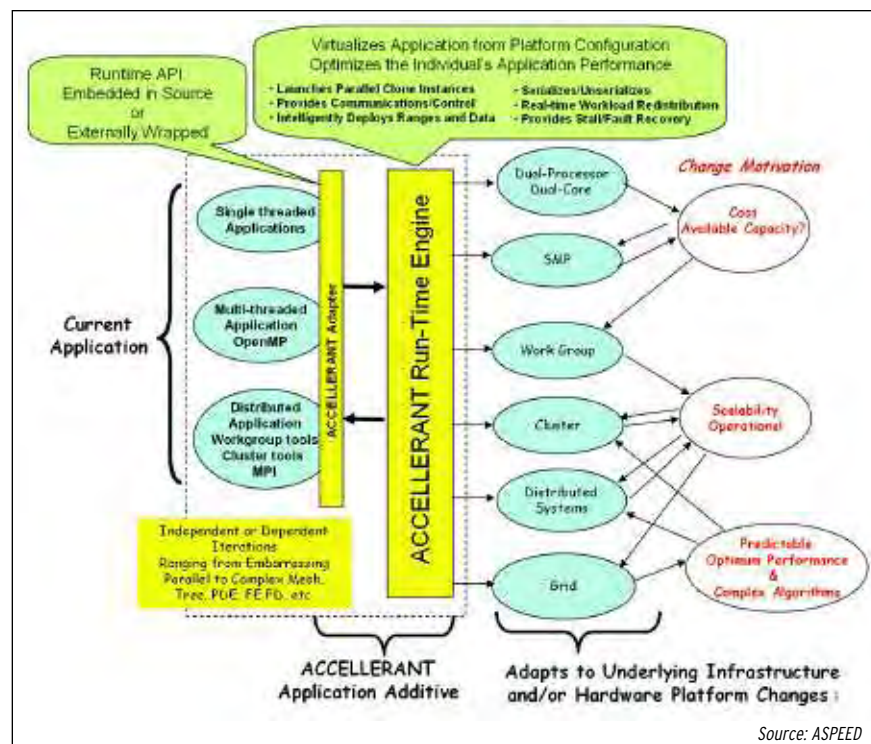 Virtualizes Application from Platform Configuration
Optimizes the Individual's Application Performance
- Launches Parallel Clone Instances
- Provides Communications/Control
- Intelligently Deploys Ranges and Data
- Serializes/Unserializes
- Real-time Workload Redistribution
- Provides Stall/Fault Recovery
Runtime API
Embedded in Source
or
Externally Wrapped
Current
Application
Single threaded
Applications
Multi-threaded
Application
OpenMP
Distributed
Application
Workgroup tools
Cluster tools
MPI
ACCELLERANT Adapter
ACCELLERANT Run-Time Engine
Independent or Dependent
Iterations
Ranging from Embarrassing
Parallel to Complex Mesh,
Tree, PDE, FE,FD, etc
Dual-Processor
Dual-Core
SMP
Work Group
Cluster
Distributed
Systems
Grid
Change Motivation
Cost
Available Capacity?
Scalability
Operational
Predictable
Optimum Performance
&
Complex Algorithms
ACCELLERANT
Application Additive
Adapts to Underlying Infrastructure
and/or Hardware Platform Changes
Source: ASPEED